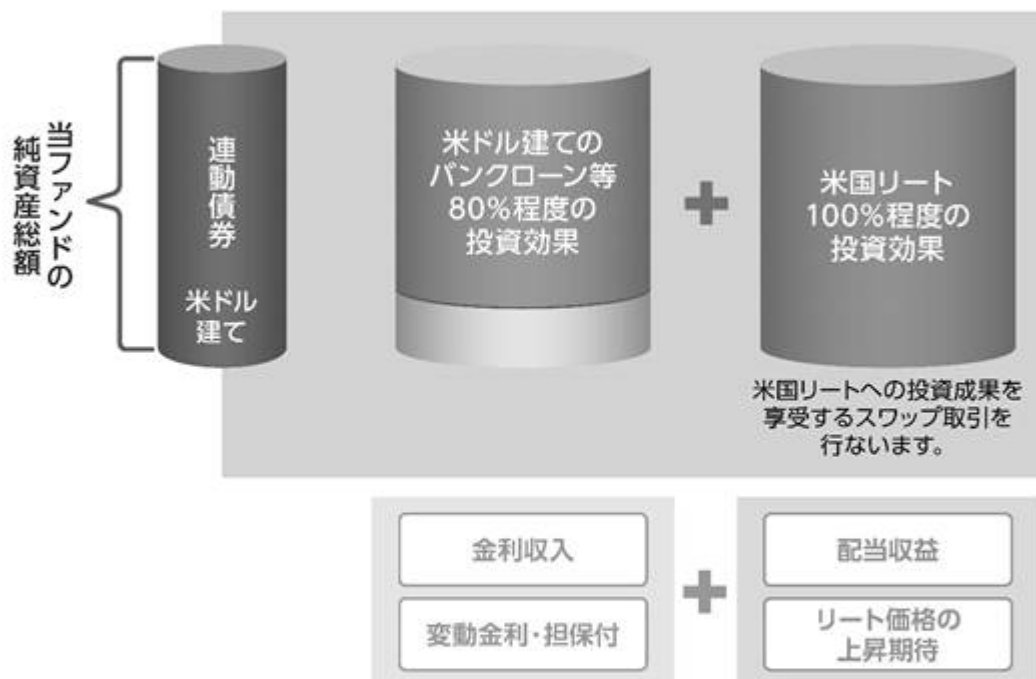 当ファンドの
純資産総額
連動債券
米ドル
建て
米ドル建ての
バンクローン等
80%程度の
投資効果
+
米国リート
100%程度の
投資効果
米国リートへの投資成果を
享受するスワップ取引を
行ないます。
金利収入
変動金利・担保付
+
配当収益
リート価格の
上昇期待